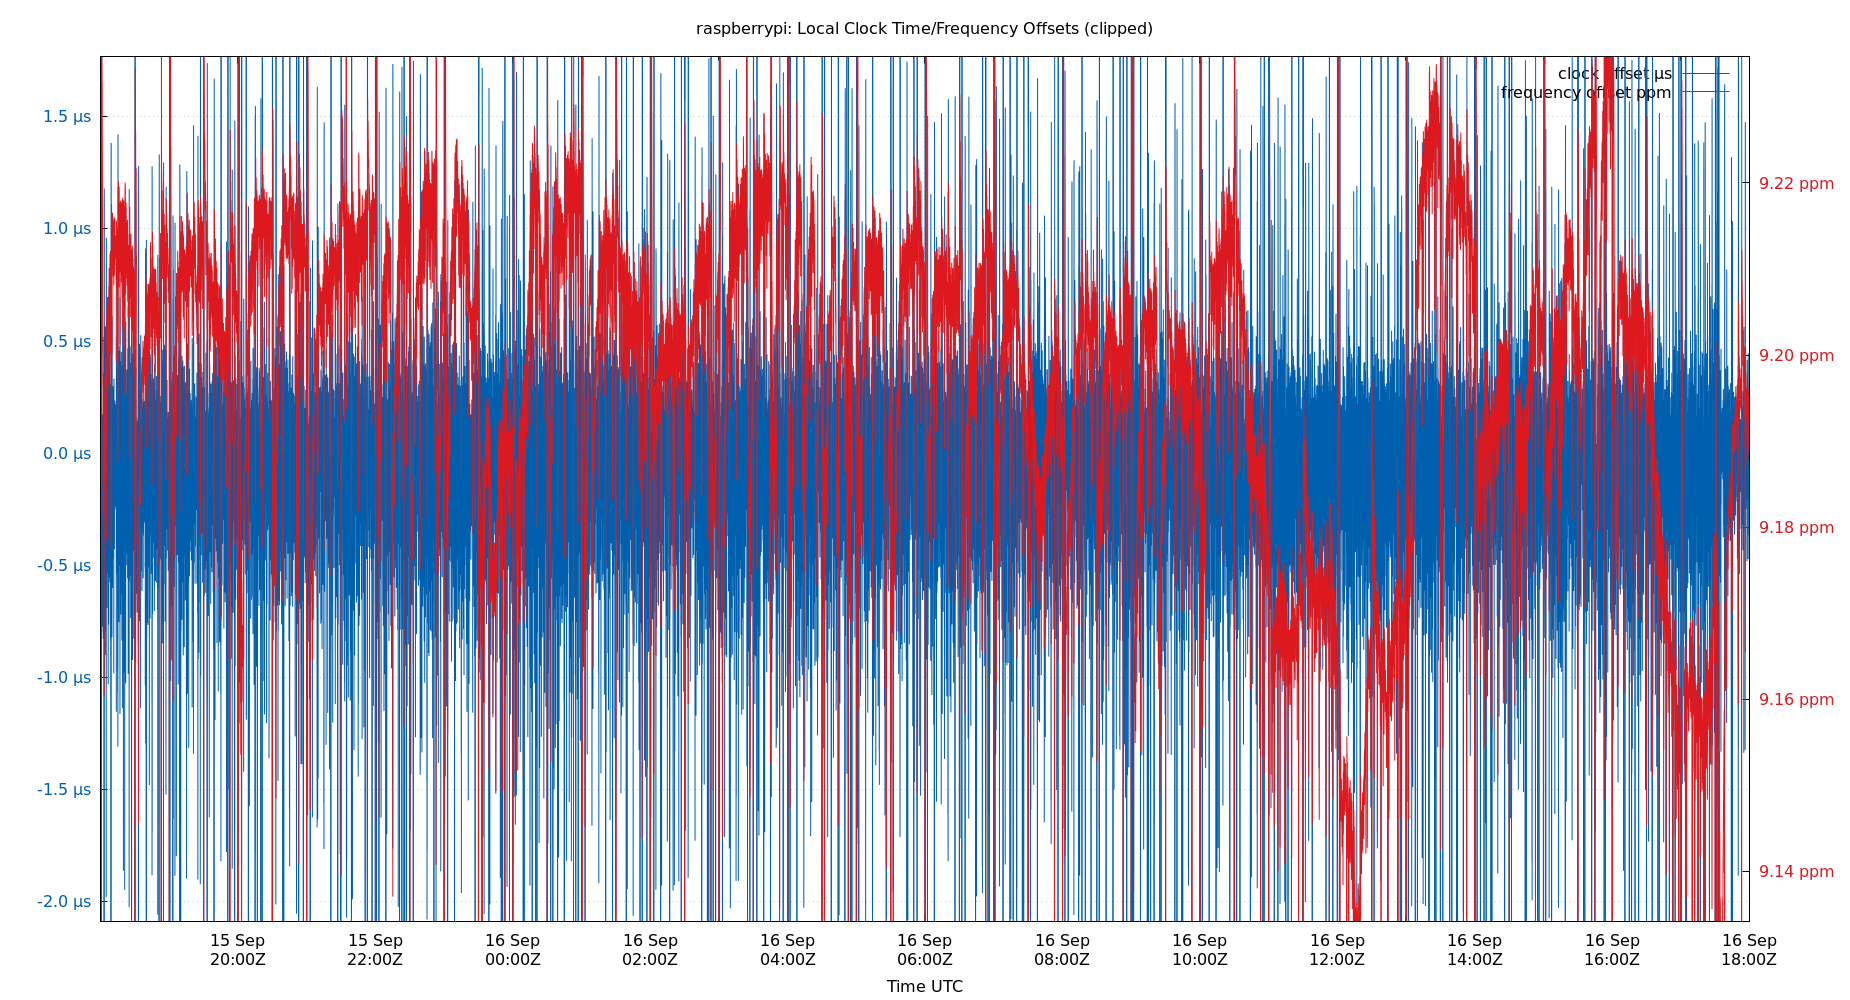 raspberrypi: Local Clock Time/Frequency Offsets (clipped)
clock offset µs
frequency offset ppm
1.5 µs
1.0 µs
0.5 µs
0.0 µs
-0.5 µs
-1.0 µs
-1.5 µs
-2.0 µs
9.22 ppm
9.20 ppm
9.18 ppm
9.16 ppm
9.14 ppm
15 Sep 15 Sep 16 Sep 16 Sep 16 Sep 16 Sep 16 Sep 16 Sep 16 Sep 16 Sep 16 Sep 16 Sep
20:00Z 22:00Z 00:00Z 02:00Z 04:00Z 06:00Z 08:00Z 10:00Z 12:00Z 14:00Z 16:00Z 18:00Z
Time UTC